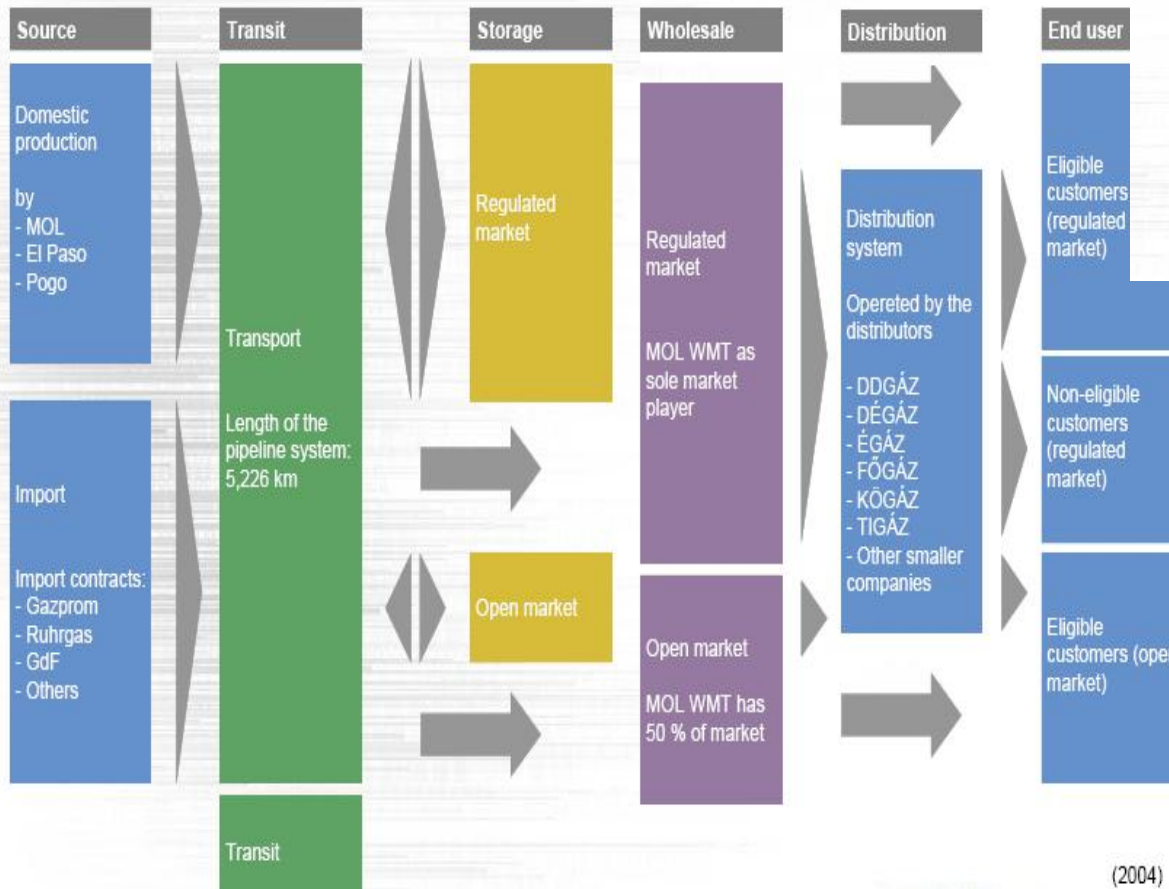 Source
Transit
Storage
Wholesale
Distribution
End user
Domestic
production
by
- MOL
- El Paso
- Pogo
Import
Import contracts:
- Gazprom
- Ruhrgas
- GdF
- Others
Transport
Length of the
pipeline system:
5,226 km
Transit
Regulated
market
Open market
Regulated
market
MOL WMT as
sole market
player
Open market
MOL WMT has
50 % of market
Distribution
system
Opereted by the
distributors
- DDGÁZ
- DÉGÁZ
- ÉGÁZ
- FŐGÁZ
- KÖGÁZ
- TIGÁZ
- Other smaller
companies
Eligible
customers
(regulated
market)
Non-eligible
customers
(regulated
market)
Eligible
customers (open
market)
(2004)